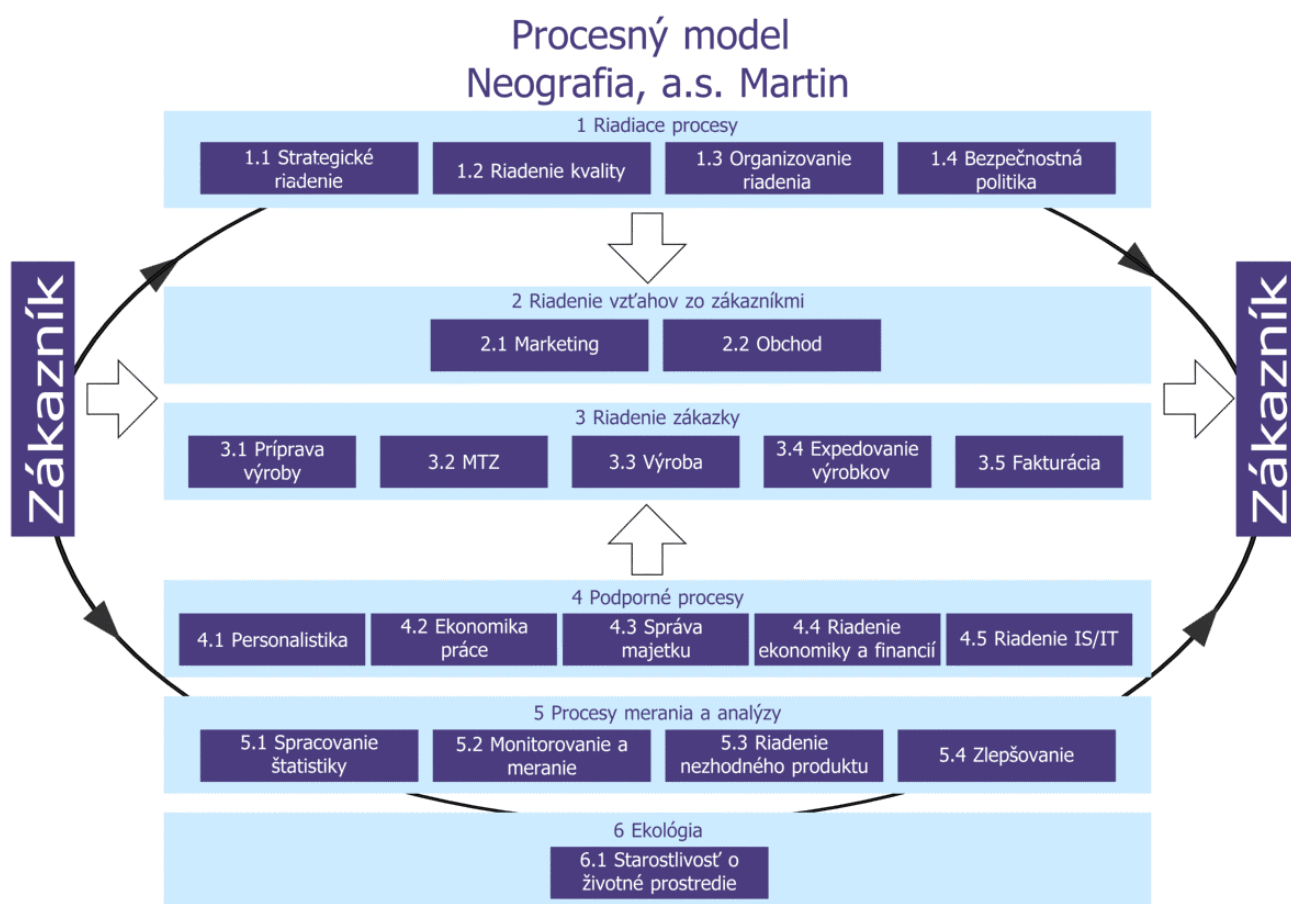 Procesný model
Neografia, a.s. Martin
1 Riadiace procesy
1.1 Strategické
riadenie
1.2 Riadenie kvality
1.3 Organizovanie
riadenia
1.4 Bezpečnostná
politika
Zákazník
2 Riadenie vzťahov zo zákazníkmi
2.1 Marketing
2.2 Obchod
3 Riadenie zákazky
3.1 Príprava
výroby
3.2 MTZ
3.3 Výroba
3.4 Expedovanie
výrobkov
3.5 Fakturácia
Zákazník
4 Podporné procesy
4.1 Personalistika
4.2 Ekonomika
práce
4.3 Správa
majetku
4.4 Riadenie
ekonomiky a financií
4.5 Riadenie IS/IT
5 Procesy merania a analýzy
5.1 Spracovanie
štatistiky
5.2 Monitorovanie a
meranie
5.3 Riadenie
nezhodného produktu
5.4 Zlepšovanie
6 Ekológia
6.1 Starostlivosť o
životné prostredie